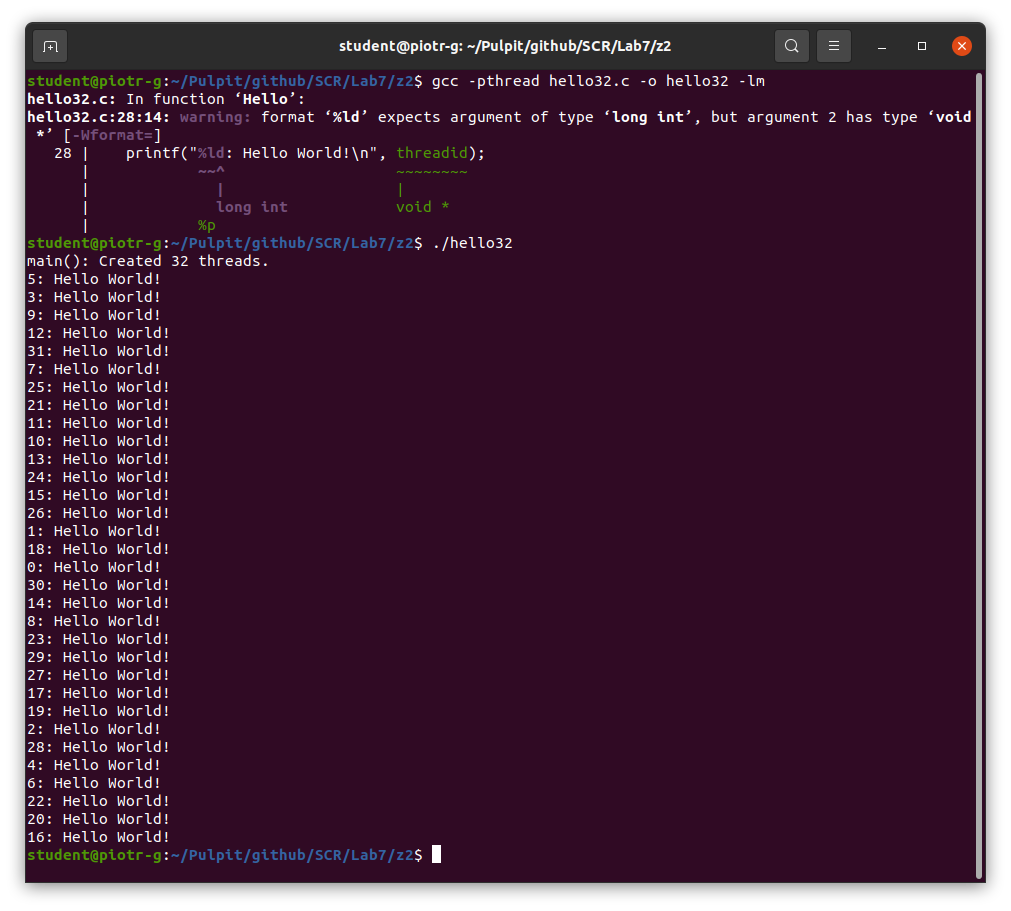 student@piotr-g: ~/Pulpit/github/SCR/Lab7/z2
student@piotr-g:~/Pulpit/github/SCR/Lab7/z2$ gcc -pthread hello32.c -o hello32 -lm
hello32.c: In function ‘Hello’:
hello32.c:28:14: warning: format ‘%ld’ expects argument of type ‘long int’, but argument 2 has type ‘void
 *’ [-Wformat=]
   28 |    printf("%ld: Hello World!\n", threadid);
      |            ~~^                   ~~~~~~~~
      |              |                   |
      |              long int            void *
      |            %p
student@piotr-g:~/Pulpit/github/SCR/Lab7/z2$ ./hello32
main(): Created 32 threads.
5: Hello World!
3: Hello World!
9: Hello World!
12: Hello World!
31: Hello World!
7: Hello World!
25: Hello World!
21: Hello World!
11: Hello World!
10: Hello World!
13: Hello World!
24: Hello World!
15: Hello World!
26: Hello World!
1: Hello World!
18: Hello World!
0: Hello World!
30: Hello World!
14: Hello World!
8: Hello World!
23: Hello World!
29: Hello World!
27: Hello World!
17: Hello World!
19: Hello World!
2: Hello World!
28: Hello World!
4: Hello World!
6: Hello World!
22: Hello World!
20: Hello World!
16: Hello World!
student@piotr-g:~/Pulpit/github/SCR/Lab7/z2$